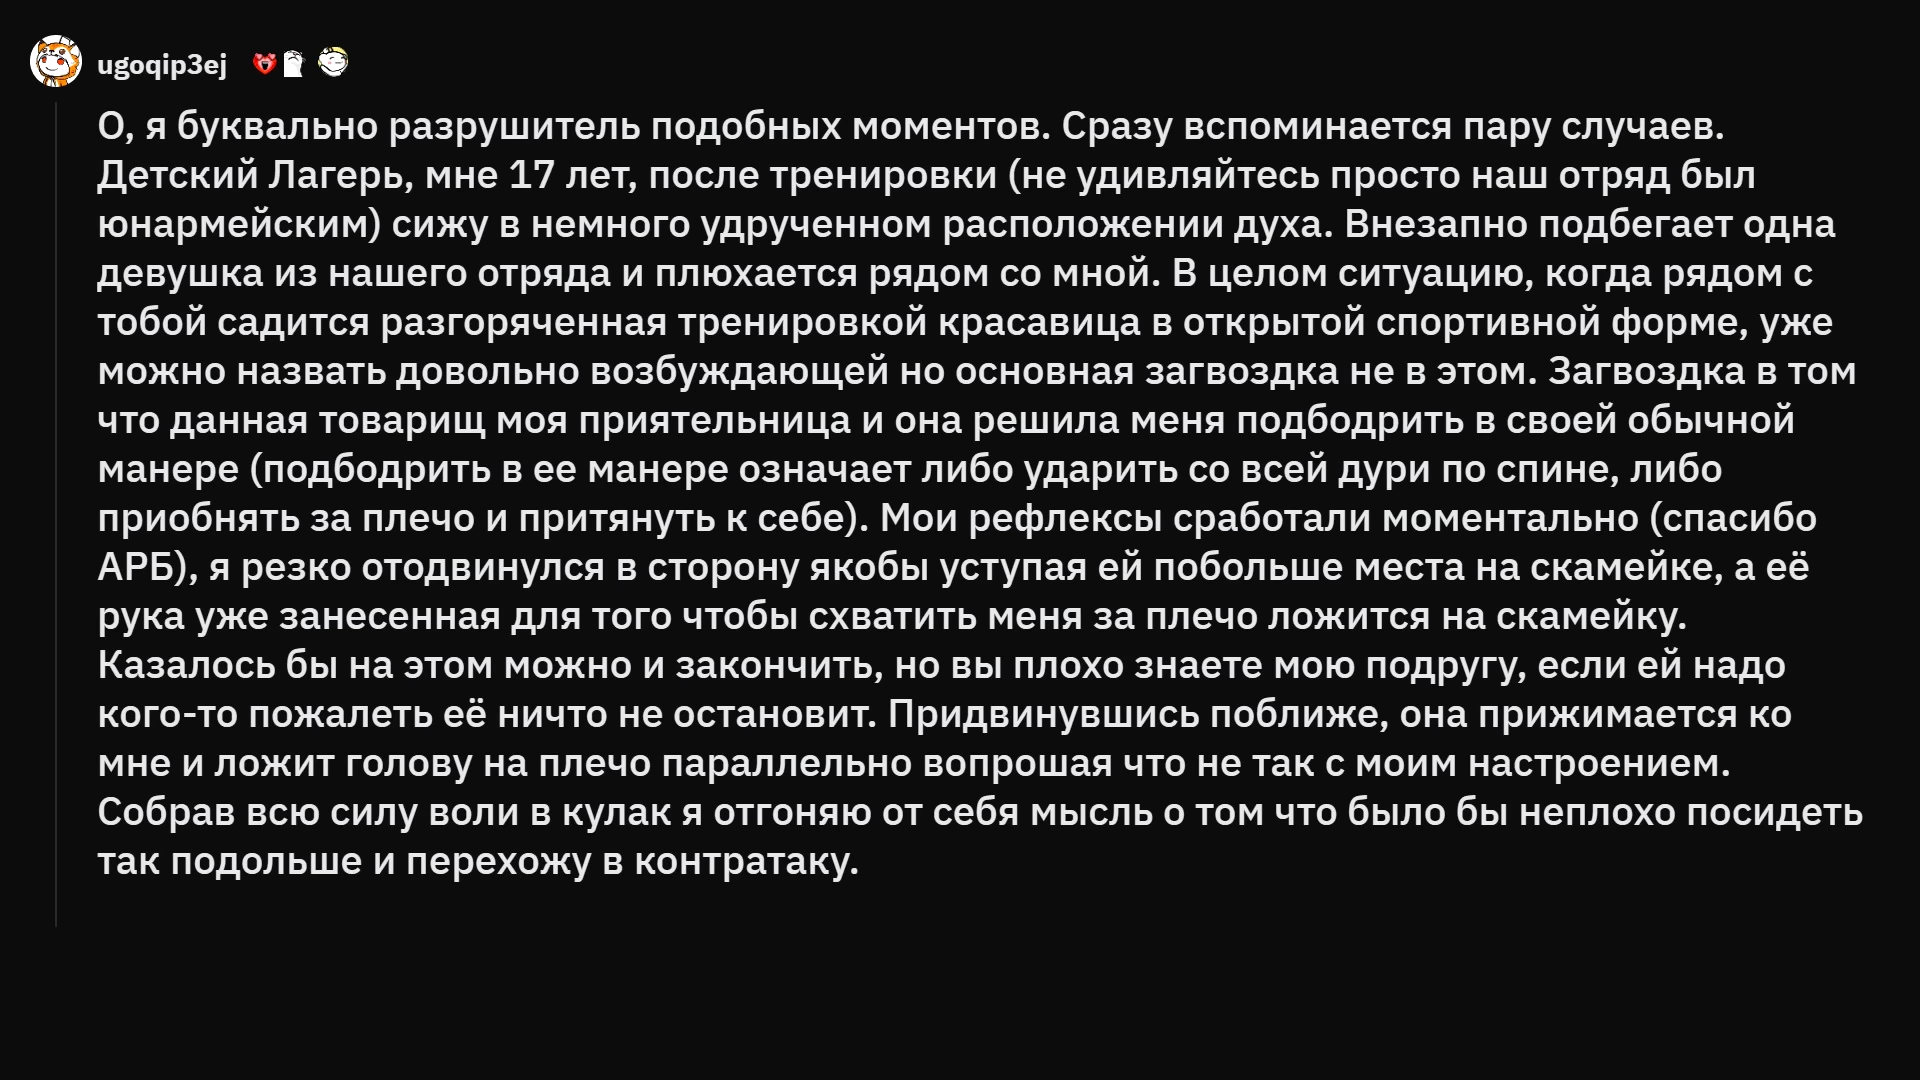 ugoqip3ej
О, я буквально разрушитель подобных моментов. Сразу вспоминается пару случаев.
Детский Лагерь, мне 17 лет, после тренировки (не удивляйтесь просто наш отряд был
юнармейским) сижу в немного удрученном расположении духа. Внезапно подбегает одна
девушка из нашего отряда и плюхается рядом со мной. В целом ситуацию, когда рядом с
тобой садится разгоряченная тренировкой красавица в открытой спортивной форме, уже
можно назвать довольно возбуждающей но основная загвоздка не в этом. Загвоздка в том
что данная товарищ моя приятельница и она решила меня подбодрить в своей обычной
манере (подбодрить в ее манере означает либо ударить со всей дури по спине, либо
приобнять за плечо и притянуть к себе). Мои рефлексы сработали моментально (спасибо
АРБ), я резко отодвинулся в сторону якобы уступая ей побольше места на скамейке, а её
рука уже занесенная для того чтобы схватить меня за плечо ложится на скамейку.
Казалось бы на этом можно и закончить, но вы плохо знаете мою подругу, если ей надо
кого-то пожалеть её ничто не остановит. Придвинувшись поближе, она прижимается ко
мне и ложит голову на плечо параллельно вопрошая что не так с моим настроением.
Собрав всю силу воли в кулак я отгоняю от себя мысль о том что было бы неплохо посидеть
так подольше и перехожу в контратаку.